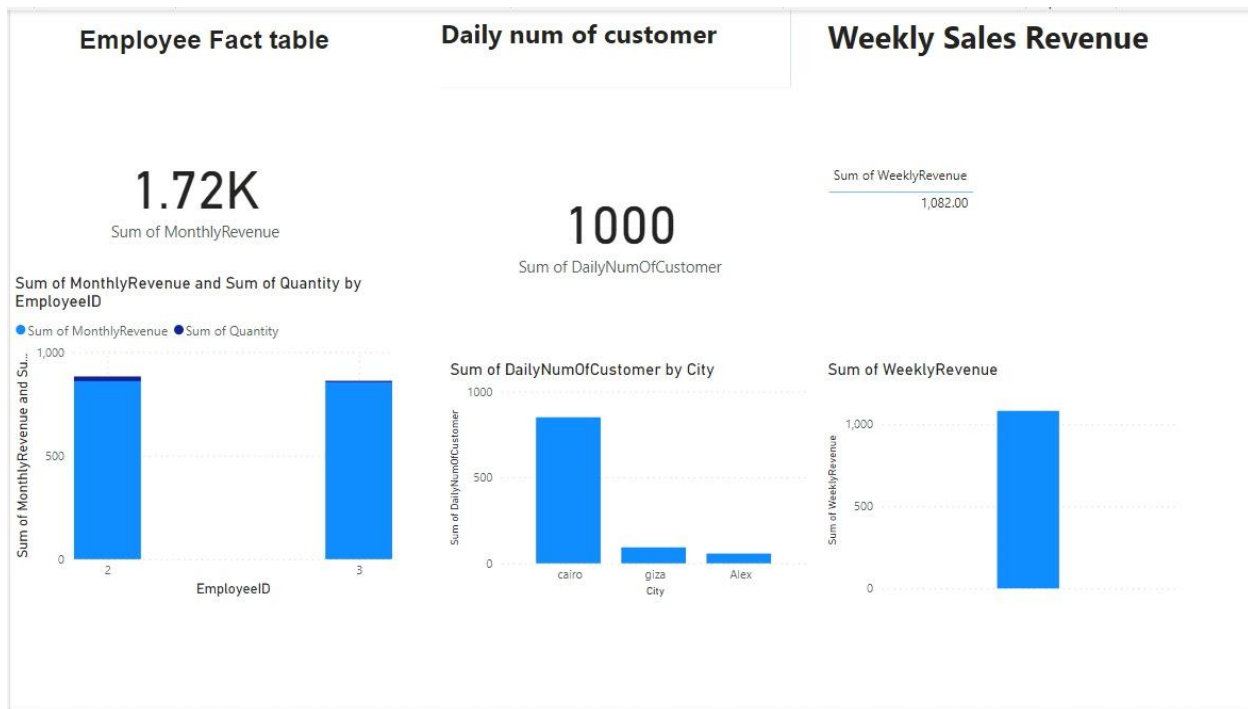 Employee Fact table
Daily num of customer
Weekly Sales Revenue
1.72K
Sum of MonthlyRevenue
1000
Sum of DailyNumOfCustomer
Sum of WeeklyRevenue
1,082.00
Sum of MonthlyRevenue and Sum of Quantity by
EmployeeID
Sum of MonthlyRevenue Sum of Quantity
Sum of MonthlyRevenue and Su...
1,000
500
0
2
3
EmployeeID
Sum of DailyNumOfCustomer by City
Sum of DailyNumOfCustomer
1000
500
0
cairo
giza
Alex
City
Sum of WeeklyRevenue
Sum of WeeklyRevenue
1,000
500
0